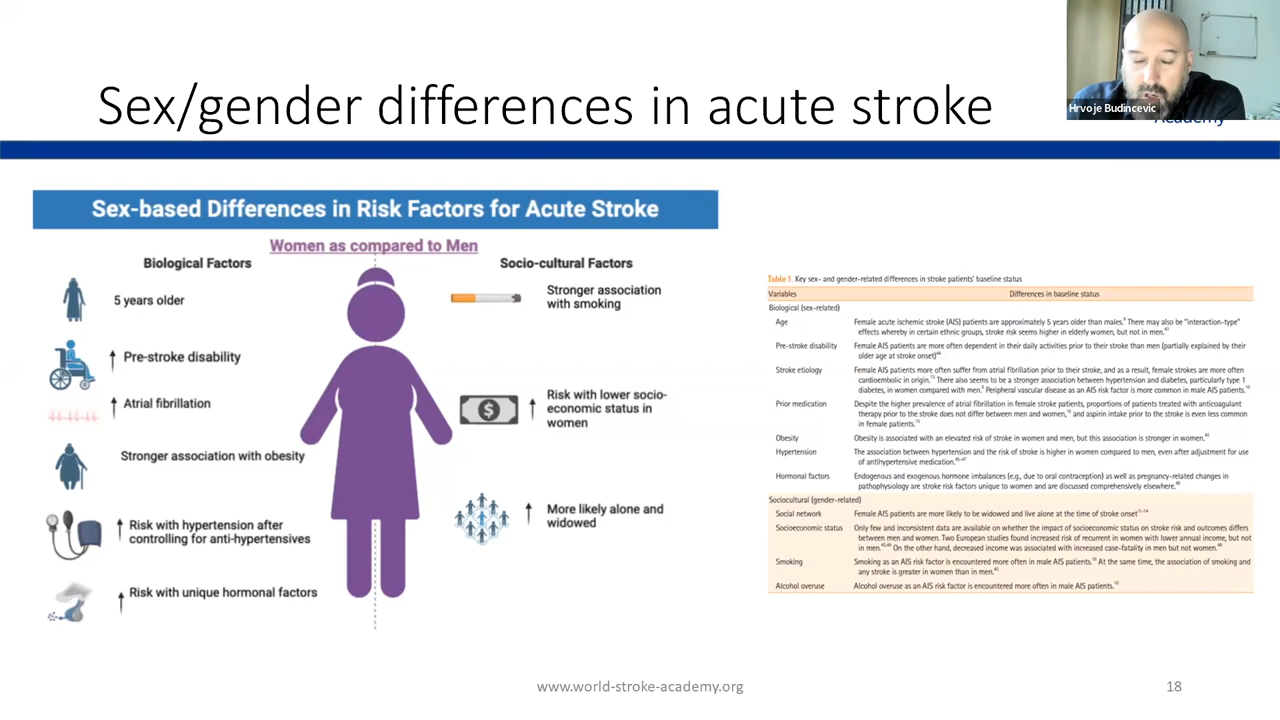 Sex/gender differences in acute stroke
Hrvoje Budincevic
Academy
Sex-based Differences in Risk Factors for Acute Stroke
Women as compared to Men
Biological Factors
5 years older
Pre-stroke disability
Atrial fibrillation
Stronger association with obesity
Risk with hypertension after
controlling for anti-hypertensives
Risk with unique hormonal factors
Socio-cultural Factors
Stronger association
with smoking
Risk with lower socio-
economic status in
women
More likely alone and
widowed
Table 1. Key sex- and gender-related differences in stroke patients' baseline status
Variables Differences in baseline status
Biological (sex-related)
Age Female acute ischemic stroke (AIS) patients are approximately 5 years older than males. There may also be "interaction-type"
effects whereby in certain ethnic groups, stroke risk seems higher in elderly women, but not in men.
Pre-stroke disability Female AIS patients are more often dependent in their daily activities prior to their stroke than men (partially explained by their
older age at stroke onset)
Stroke etiology Female AIS patients more often suffer from atrial fibrillation prior to their stroke, and as a result, female strokes are more often
cardioembolic in origin. There also seems to be a stronger association between hypertension and diabetes, particularly type 1
diabetes, in women compared with men. Peripheral vascular disease as an AIS risk factor is more common in male AIS patients.
Prior medication Despite the higher prevalence of atrial fibrillation in female stroke patients, proportions of patients treated with anticoagulant
therapy prior to the stroke does not differ between men and women, and aspirin intake prior to the stroke is even less common
in female patients.
Obesity Obesity is associated with an elevated risk of stroke in women and men, but this association is stronger in women.
Hypertension The association between hypertension and the risk of stroke is higher in women compared to men, even after adjustment for use
of antihypertensive medication.
Hormonal factors Endogenous and exogenous hormone imbalances (e.g., due to oral contraception) as well as pregnancy-related changes in
pathophysiology are stroke risk factors unique to women and are discussed comprehensively elsewhere.
Sociocultural (gender-related)
Social network Female AIS patients are more likely to be widowed and live alone at the time of stroke onset
Socioeconomic status Only few and inconsistent data are available on whether the impact of socioeconomic status on stroke risk and outcomes differs
between men and women. Two European studies found increased risk of recurrent in women with lower annual income, but not
in men. On the other hand, decreased income was associated with increased case-fatality in men but not women.
Smoking Smoking as an AIS risk factor is encountered more often in male AIS patients. At the same time, the association of smoking and
any stroke is greater in women than in men.
Alcohol overuse Alcohol overuse as an AIS risk factor is encountered more often in male AIS patients.
www.world-stroke-academy.org
18